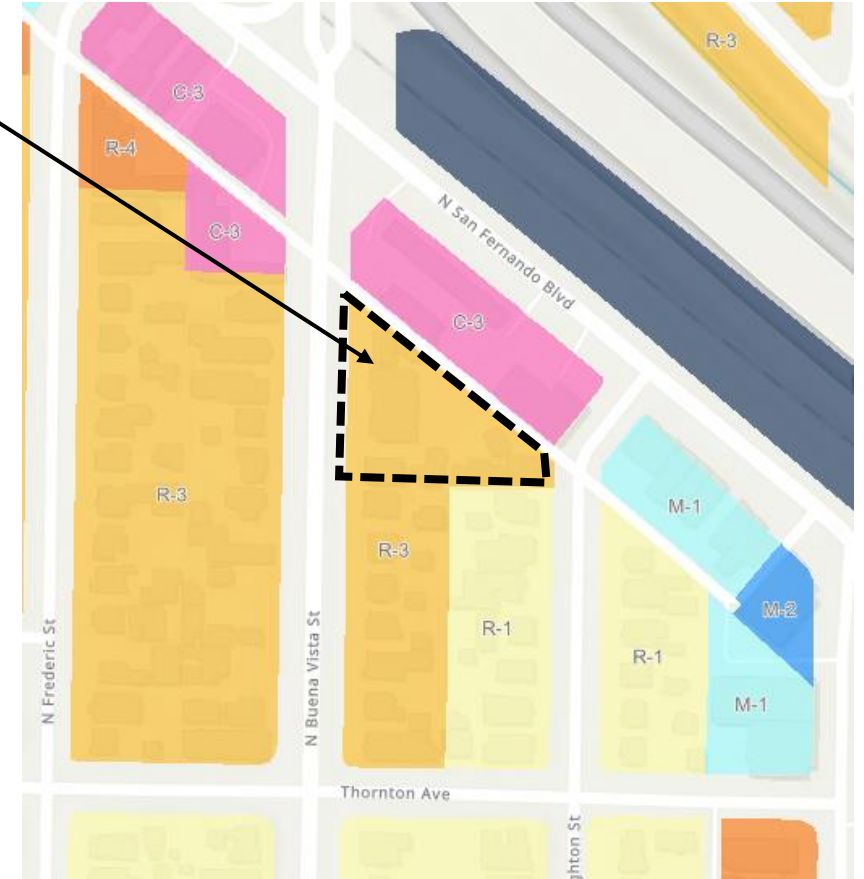 R-3
C-3
R-4
C-3
N San Fernando Blvd
C-3
R-3
M-1
R-3
M-2
R-1
R-1
M-1
N Frederic St
N Buena Vista St
Thornton Ave
ghton St